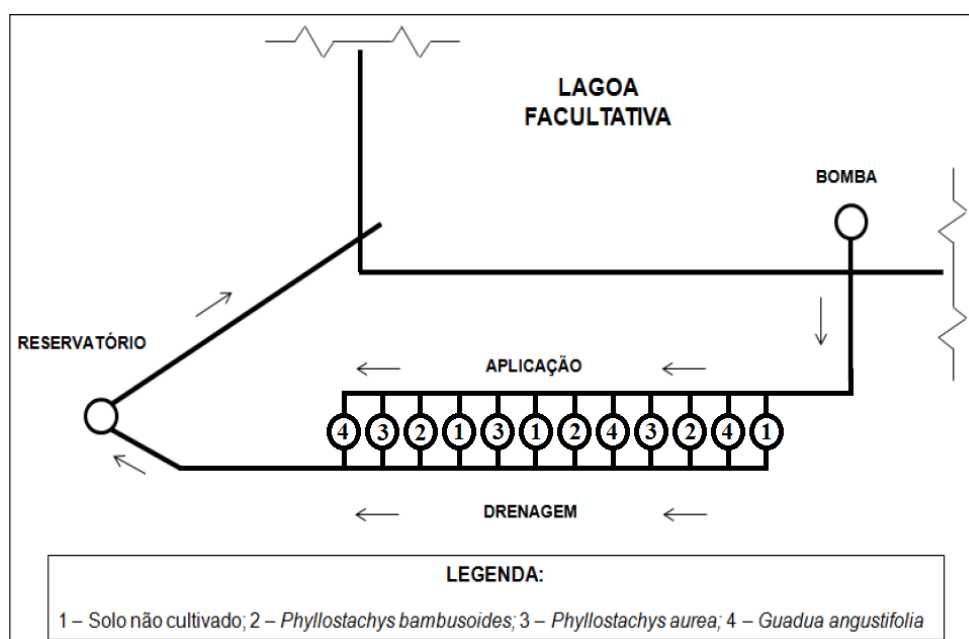 LAGOA
FACULTATIVA
BOMBA
RESERVATÓRIO
APLICAÇÃO
4 3 2 1 3 1 2 4 3 2 4 1
DRENAGEM
LEGENDA:
1 – Solo não cultivado; 2 – Phyllostachys bambusoides; 3 – Phyllostachys aurea; 4 – Guadua angustifolia